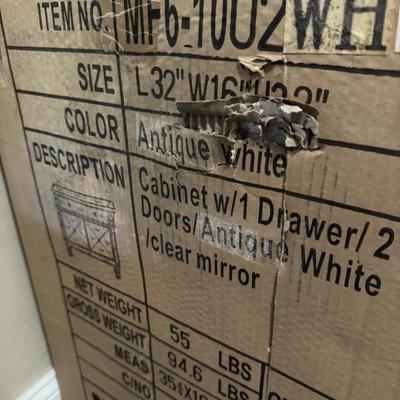 ITEM NO. MF6-1002WH
SIZE L 32" W16"
COLOR Antique White
DESCRIPTION Cabinet w/1 Drawer/ 2
Doors/Antique White
/clear mirror
NET WEIGHT 55 LBS
GROSS WEIGHT 94.6 LBS
MEAS
C/NO